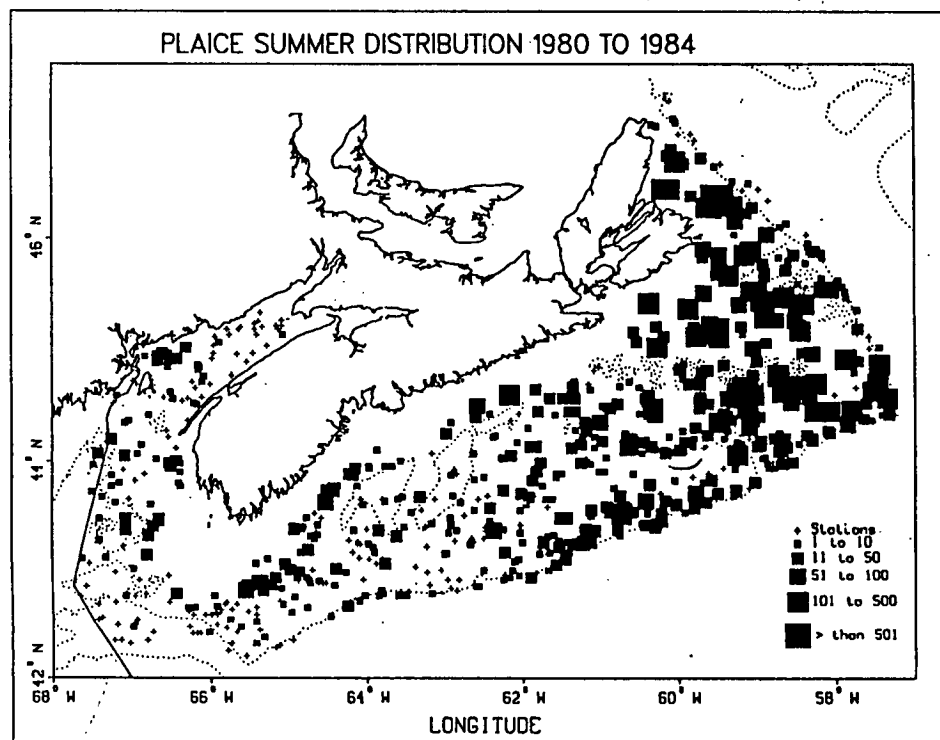 PLAICE SUMMER DISTRIBUTION 1980 TO 1984
46° N
44° N
42° N
+ Stations
1 to 10
11 to 50
51 to 100
101 to 500
> than 501
68° W 66° W 64° W 62° W 60° W 58° W
LONGITUDE